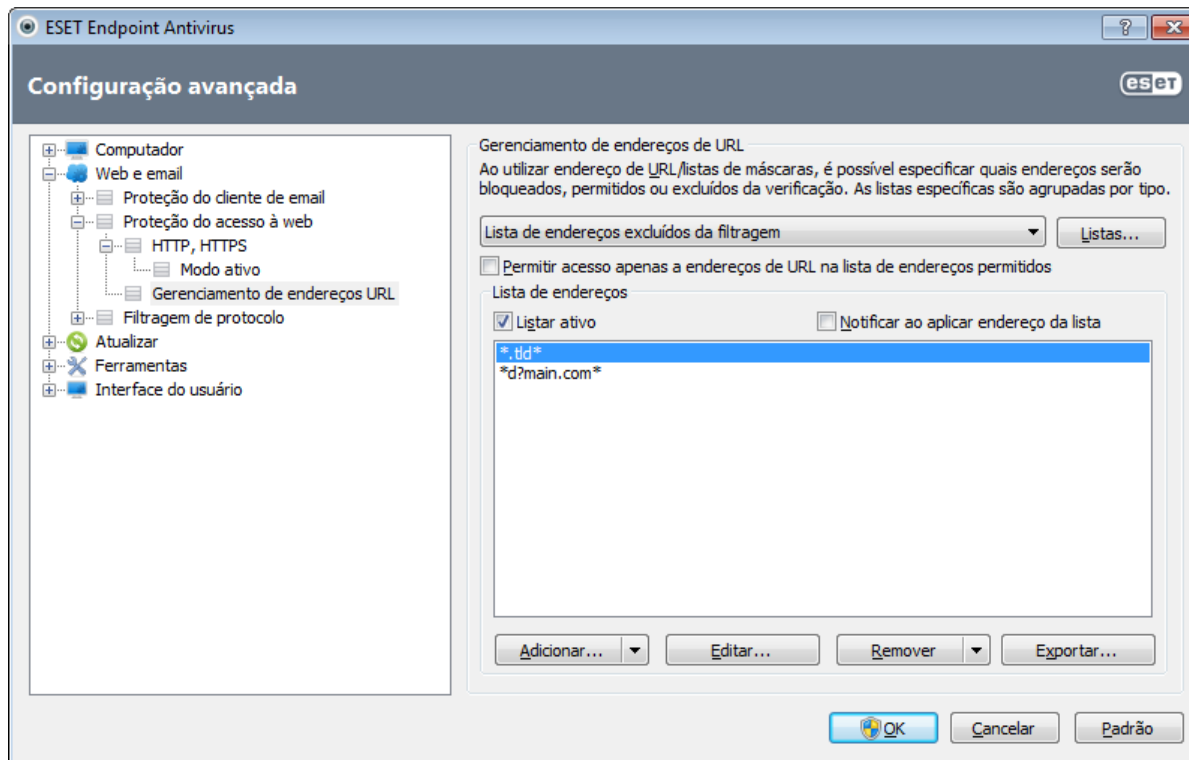 ESET Endpoint Antivirus
Configuração avançada
eseT
Computador
Web e email
Proteção do cliente de email
Proteção do acesso à web
HTTP, HTTPS
Modo ativo
Gerenciamento de endereços URL
Filtragem de protocolo
Atualizar
Ferramentas
Interface do usuário
Gerenciamento de endereços de URL
Ao utilizar endereço de URL/listas de máscaras, é possível especificar quais endereços serão
bloqueados, permitidos ou excluídos da verificação. As listas específicas são agrupadas por tipo.
Lista de endereços excluídos da filtragem
Listas...
Permitir acesso apenas a endereços de URL na lista de endereços permitidos
Lista de endereços
Listar ativo
Notificar ao aplicar endereço da lista
*.tld*
*d?main.com*
Adicionar...
Editar...
Remover
Exportar...
OK
Cancelar
Padrão